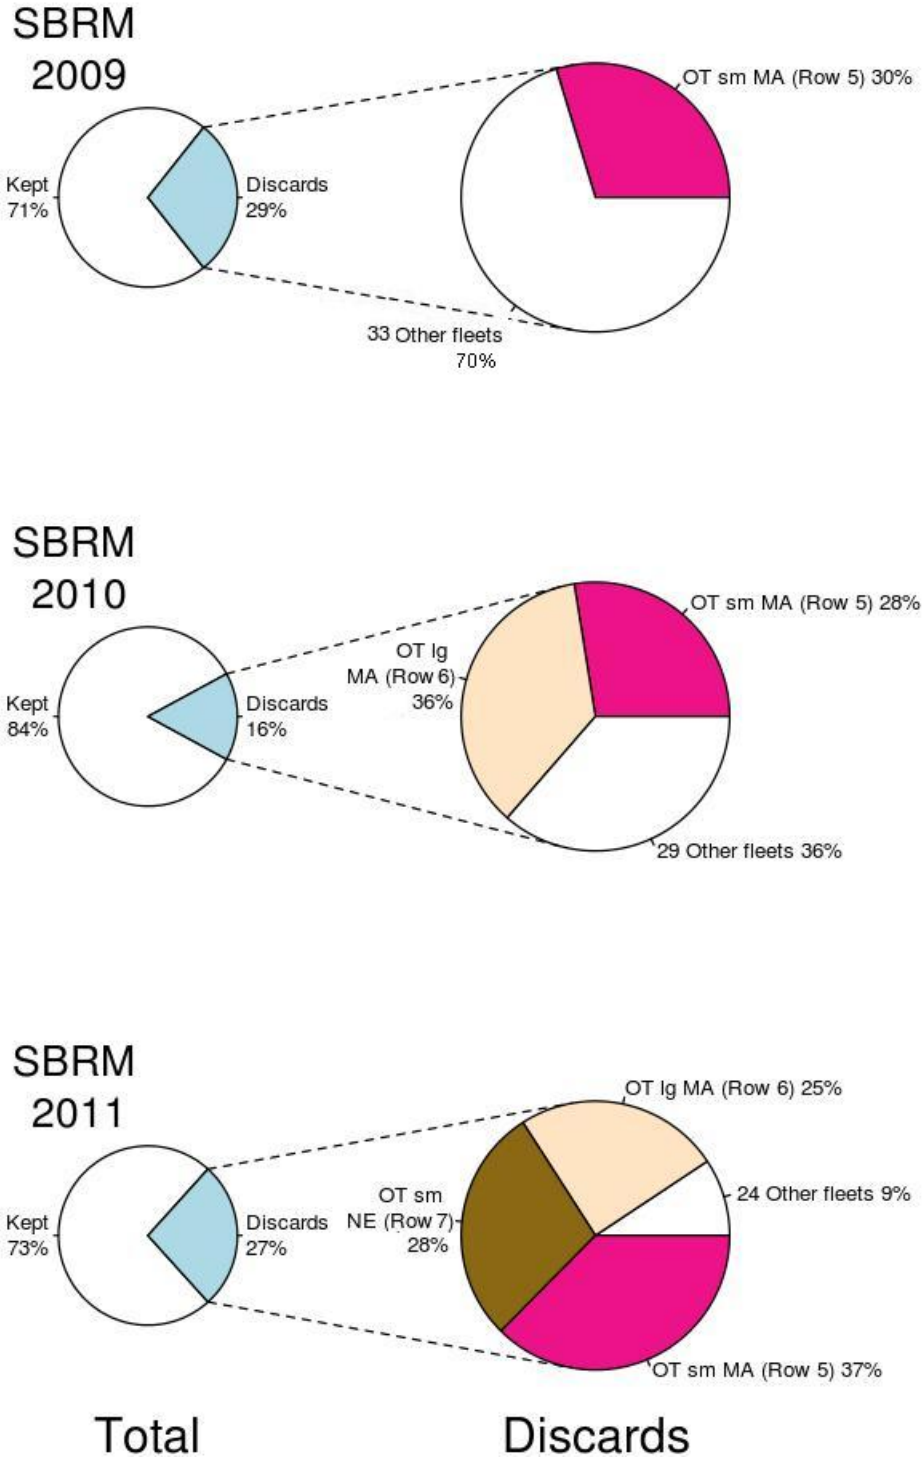 SBRM
2009
Kept
71%
Discards
29%
OT sm MA (Row 5) 30%
33 Other fleets
70%
SBRM
2010
Kept
84%
Discards
16%
OT lg
MA (Row 6)
36%
OT sm MA (Row 5) 28%
29 Other fleets 36%
SBRM
2011
Kept
73%
Discards
27%
OT lg MA (Row 6) 25%
24 Other fleets 9%
OT sm
NE (Row 7)
28%
OT sm MA (Row 5) 37%
Total
Discards